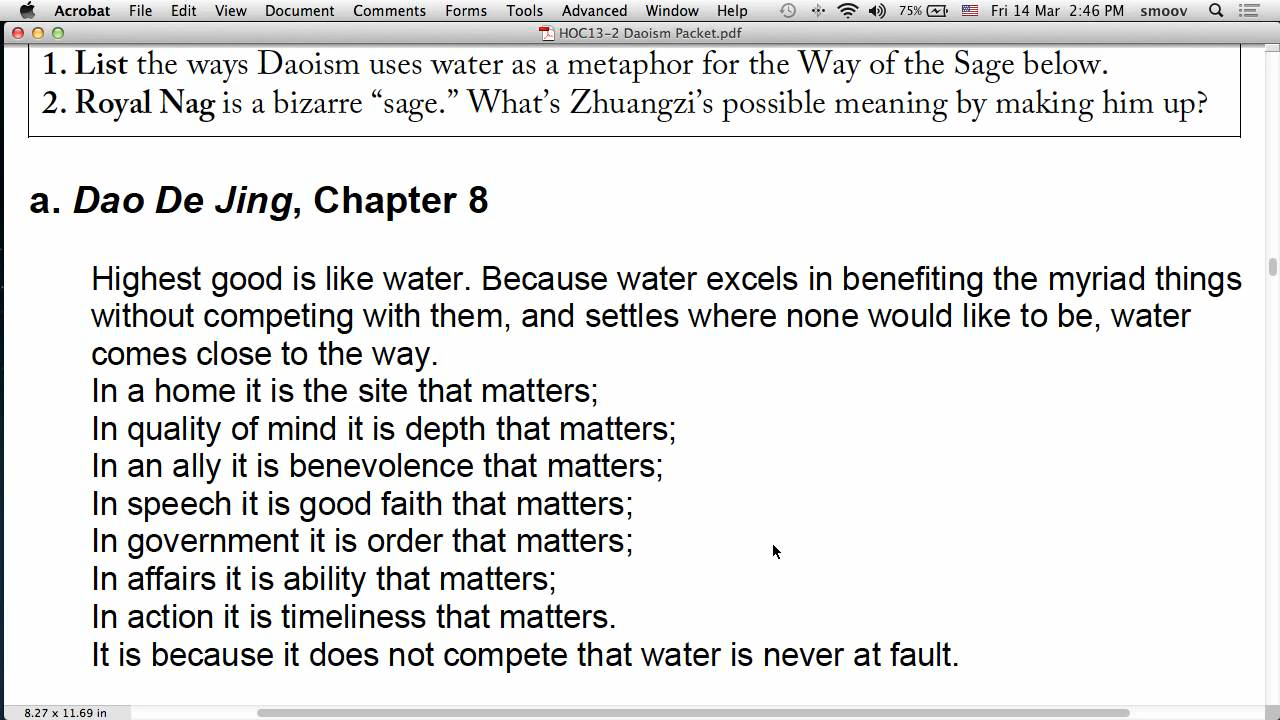 Acrobat File Edit View Document Comments Forms Tools Advanced Window Help 75% Fri 14 Mar 2:46 PM smoov
HOC13-2 Daoism Packet.pdf
1. List the ways Daoism uses water as a metaphor for the Way of the Sage below.
2. Royal Nag is a bizarre “sage.” What’s Zhuangzi’s possible meaning by making him up?
a. Dao De Jing, Chapter 8
Highest good is like water. Because water excels in benefiting the myriad things
without competing with them, and settles where none would like to be, water
comes close to the way.
In a home it is the site that matters;
In quality of mind it is depth that matters;
In an ally it is benevolence that matters;
In speech it is good faith that matters;
In government it is order that matters;
In affairs it is ability that matters;
In action it is timeliness that matters.
It is because it does not compete that water is never at fault.
8.27 x 11.69 in